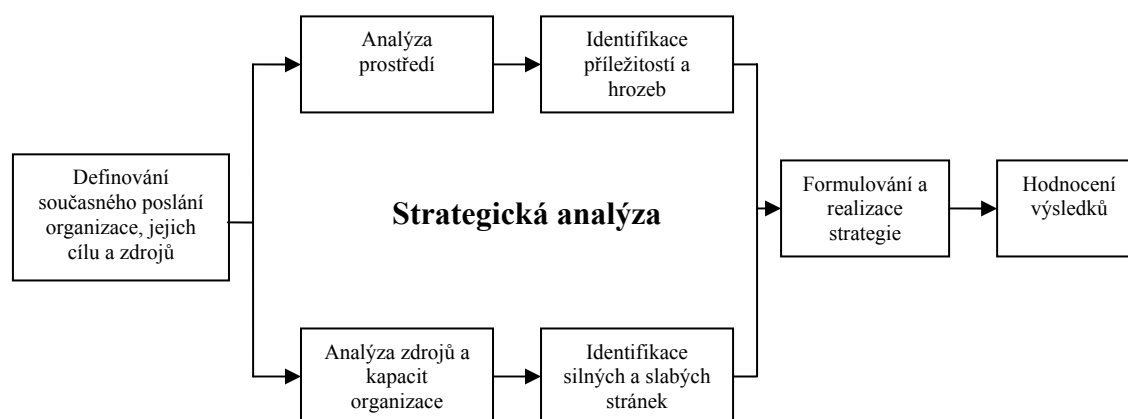 Analýza
prostředí
Identifikace
příležitostí a
hrozeb
Definování
současného poslání
organizace, jejich
cílu a zdrojů
Strategická analýza
Formulování a
realizace
strategie
Hodnocení
výsledků
Analýza zdrojů a
kapacit
organizace
Identifikace
silných a slabých
stránek